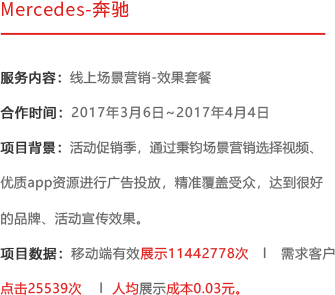 Mercedes-奔驰
服务内容：线上场景营销-效果套餐
合作时间：2017年3月6日~2017年4月4日
项目背景：活动促销季，通过秉钧场景营销选择视频、
优质app资源进行广告投放，精准覆盖受众，达到很好
的品牌、活动宣传效果。
项目数据：移动端有效展示11442778次 | 需求客户
点击25539次 | 人均展示成本0.03元。